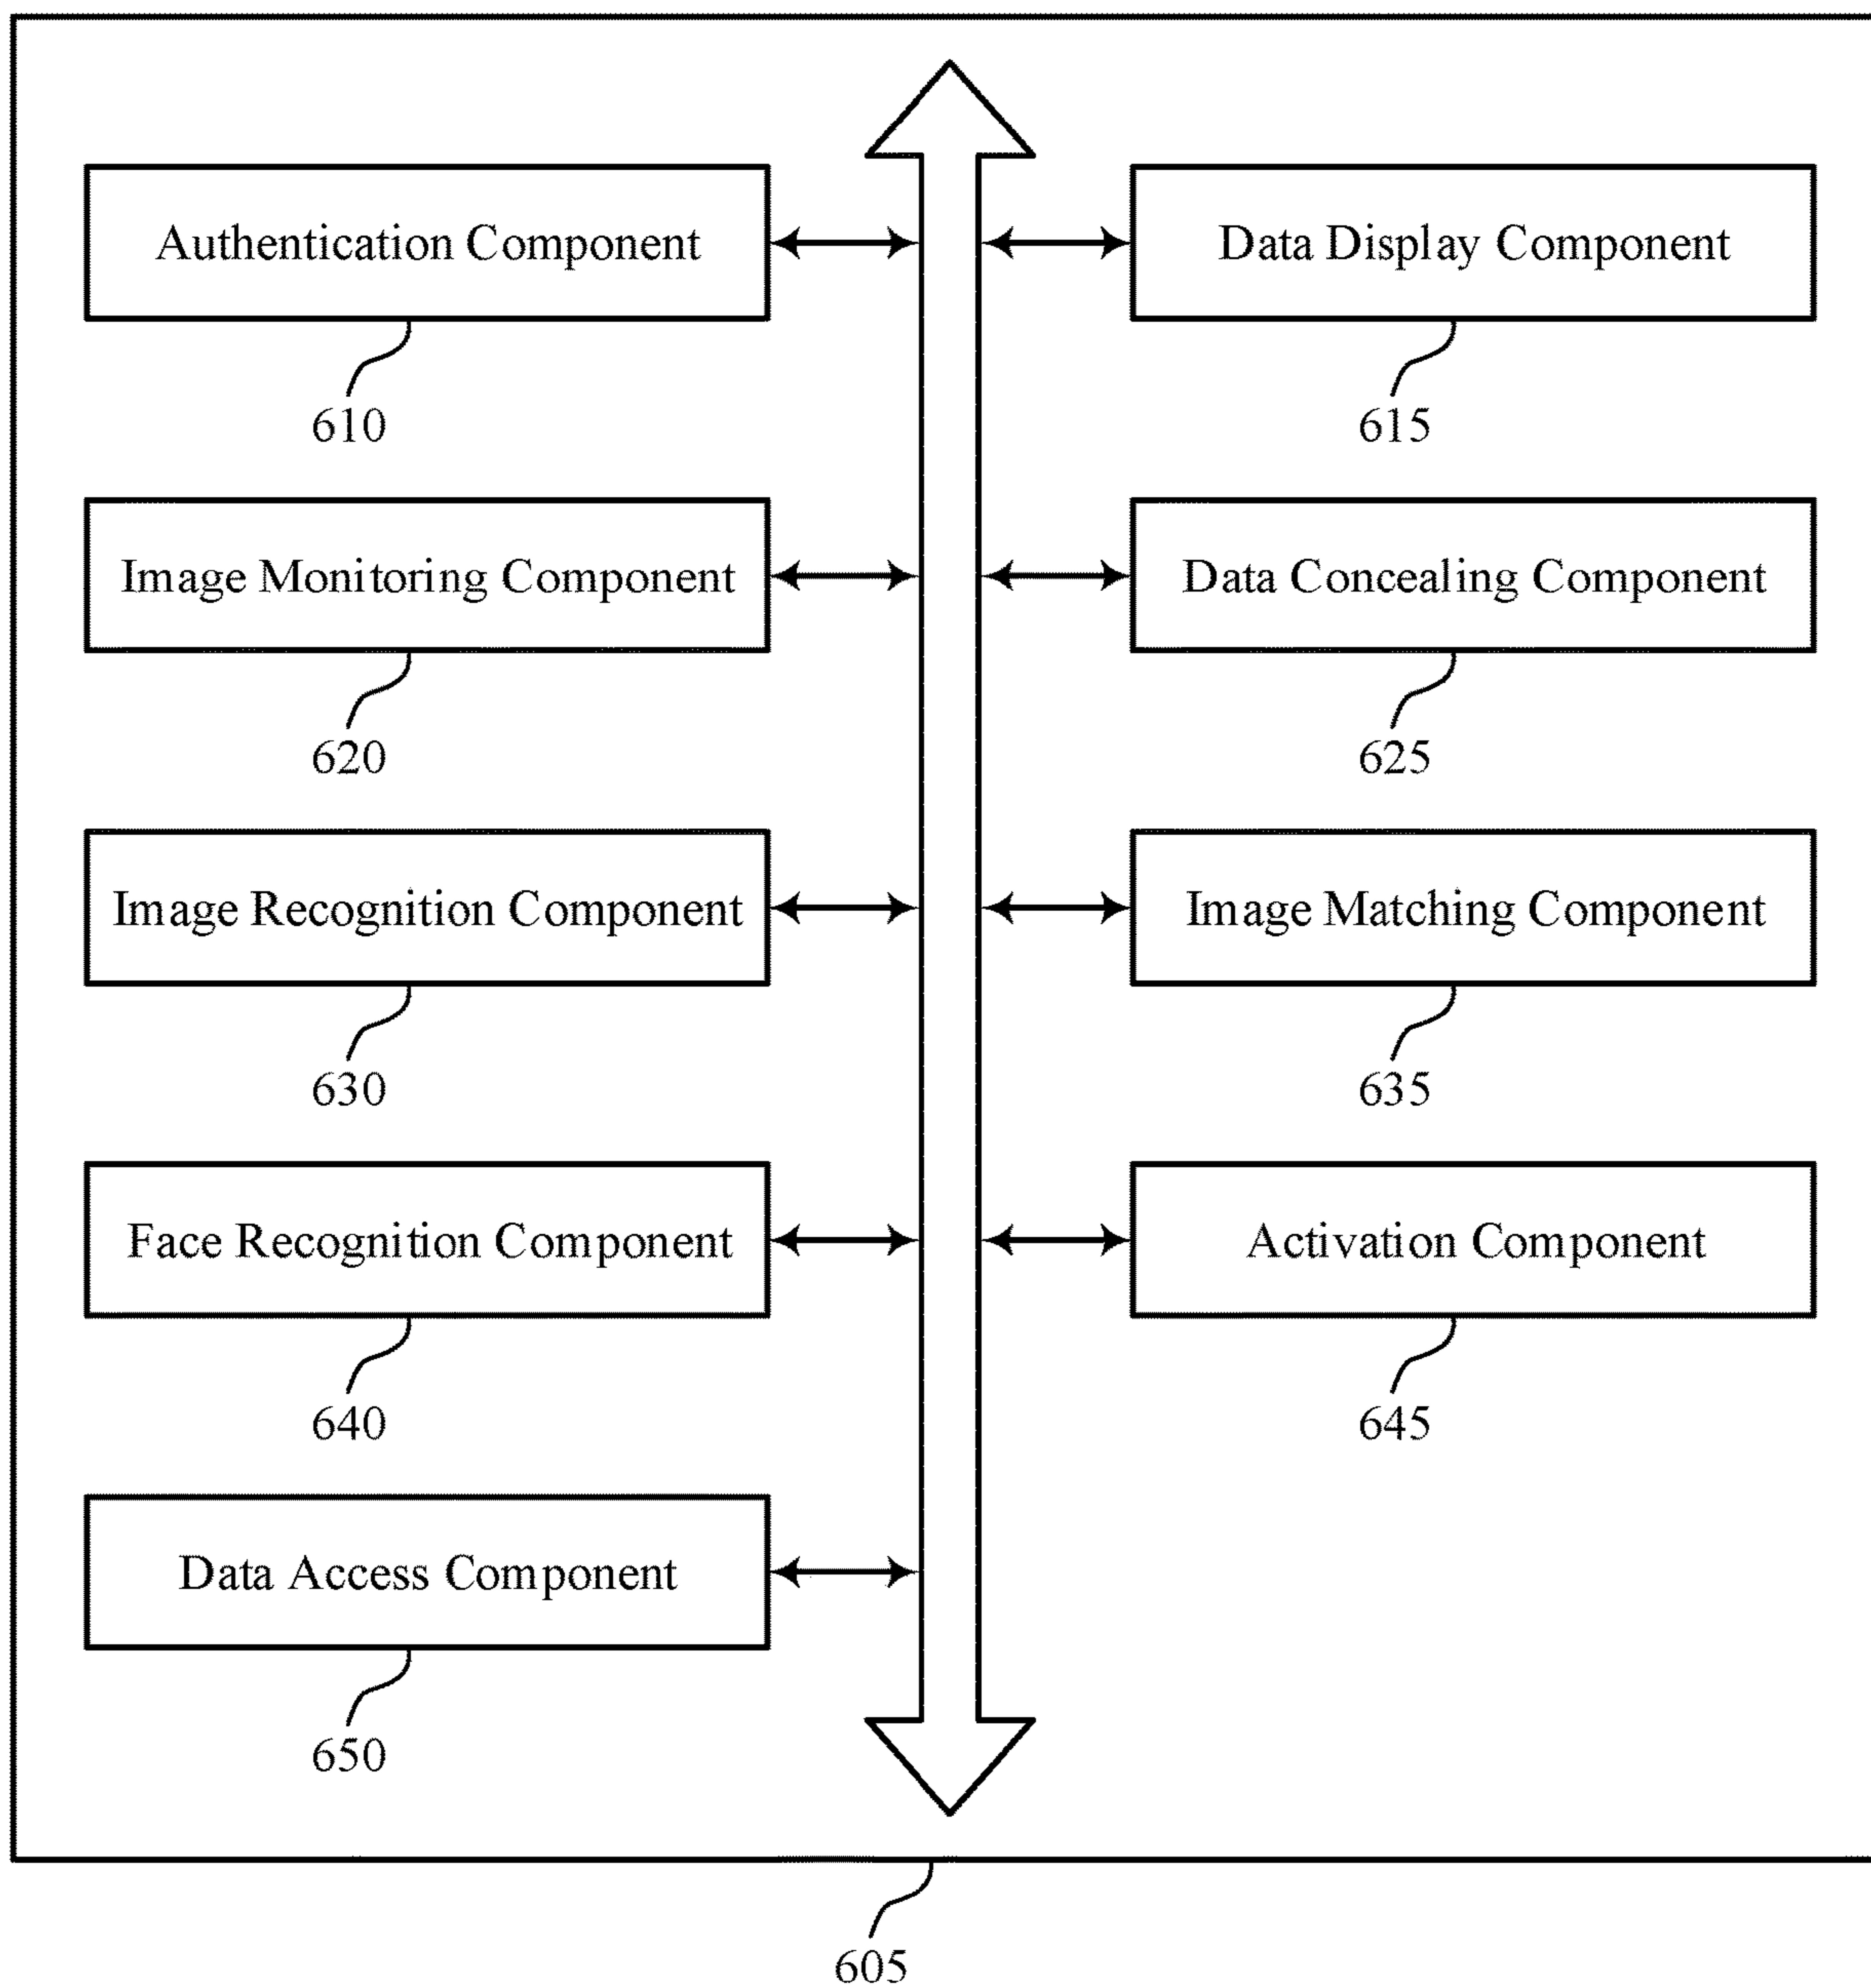 Authentication Component
Data Display Component
610
615
Image Monitoring Component
Data Concealing Component
620
625
Image Recognition Component
Image Matching Component
630
635
Face Recognition Component
Activation Component
640
645
Data Access Component
650
605